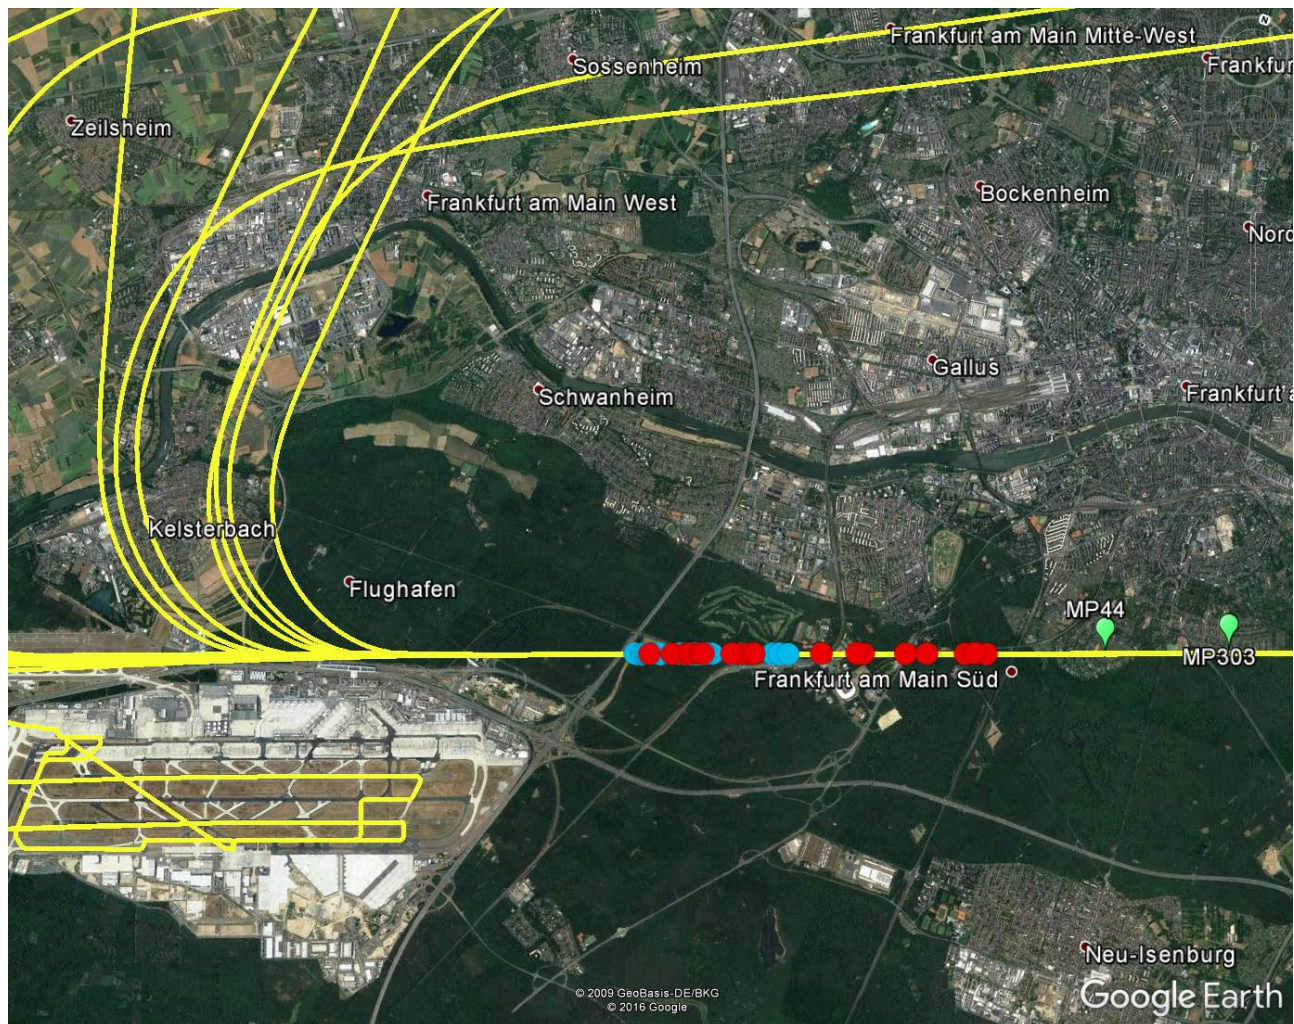 N
Frankfurt am Main Mitte-West
Sossenheim
Frankfur
Zeilsheim
Bockenheim
Frankfurt am Main West
Nord
Gallus
Schwanheim
Frankfurt a
Kelsterbach
Flughafen
MP44
MP303
Frankfurt am Main Süd
Neu-Isenburg
© 2009 GeoBasis-DE/BKG
© 2016 Google
Google Earth